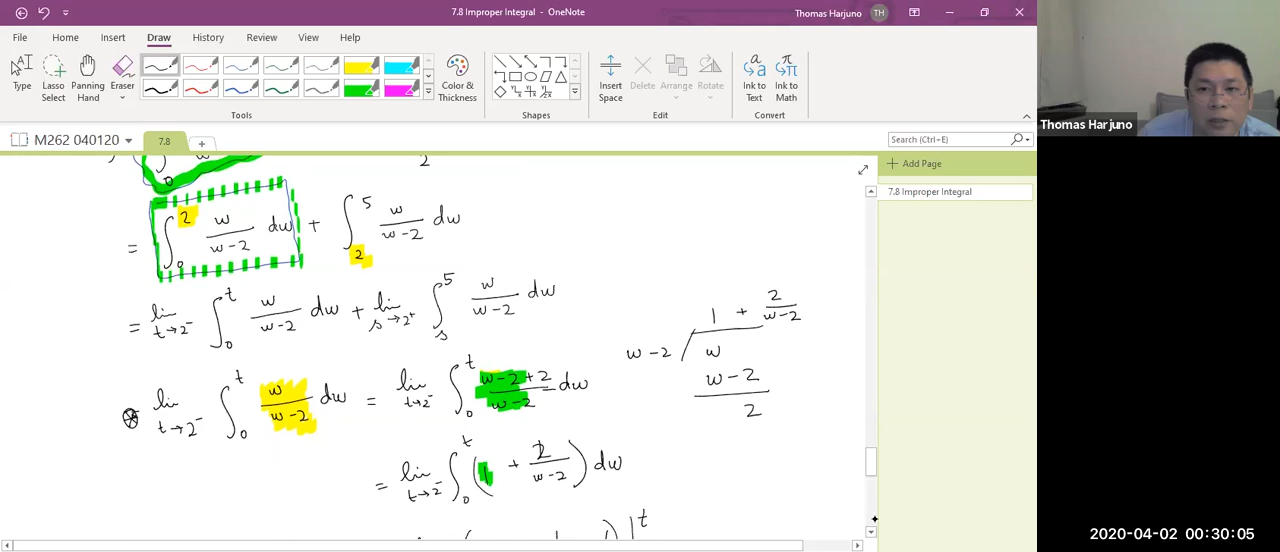 7.8 Improper Integral - OneNote
Thomas Harjuno TH
File Home Insert Draw History Review View Help
Type Lasso Select Panning Hand Eraser Color & Thickness Insert Space Delete Arrange Rotate Ink to Text Ink to Math
Tools Shapes Edit Convert
M262 040120 7.8 Search (Ctrl+E)
Add Page
7.8 Improper Integral
Thomas Harjuno
0 2
= ∫_0^2 w/(w-2) dw + ∫_2^5 w/(w-2) dw
= lim_{t→2^-} ∫_0^t w/(w-2) dw + lim_{s→2^+} ∫_s^5 w/(w-2) dw
1 + 2/(w-2)
w-2 w
w-2
2
⊛ lim_{t→2^-} ∫_0^t w/(w-2) dw = lim_{t→2^-} ∫_0^t (w-2+2)/(w-2) dw
= lim_{t→2^-} ∫_0^t (1 + 2/(w-2)) dw
) |^t
2020-04-02 00:30:05